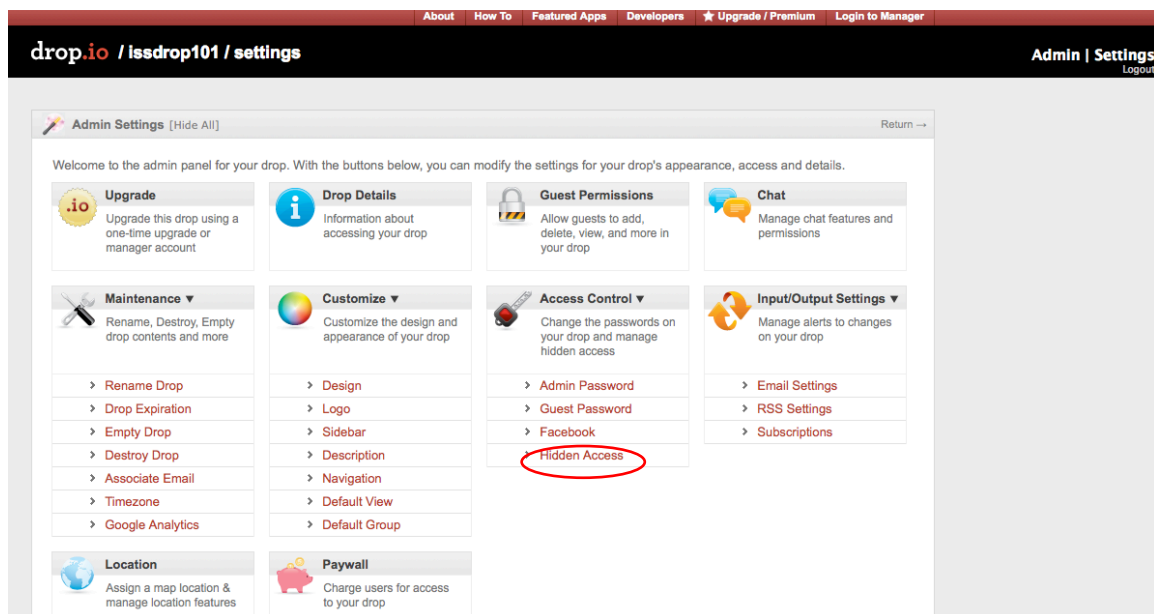 About How To Featured Apps Developers ★ Upgrade / Premium Login to Manager
drop.io / issdrop101 / settings
Admin | Settings
Logout
Admin Settings [Hide All]
Return →
Welcome to the admin panel for your drop. With the buttons below, you can modify the settings for your drop's appearance, access and details.
.io
Upgrade
Upgrade this drop using a
one-time upgrade or
manager account
Drop Details
Information about
accessing your drop
Guest Permissions
Allow guests to add,
delete, view, and more in
your drop
Chat
Manage chat features and
permissions
Maintenance ▼
Rename, Destroy, Empty
drop contents and more
> Rename Drop
> Drop Expiration
> Empty Drop
> Destroy Drop
> Associate Email
> Timezone
> Google Analytics
Customize ▼
Customize the design and
appearance of your drop
> Design
> Logo
> Sidebar
> Description
> Navigation
> Default View
> Default Group
Access Control ▼
Change the passwords on
your drop and manage
hidden access
> Admin Password
> Guest Password
> Facebook
> Hidden Access
Input/Output Settings ▼
Manage alerts to changes
on your drop
> Email Settings
> RSS Settings
> Subscriptions
Location
Assign a map location &
manage location features
Paywall
Charge users for access
to your drop